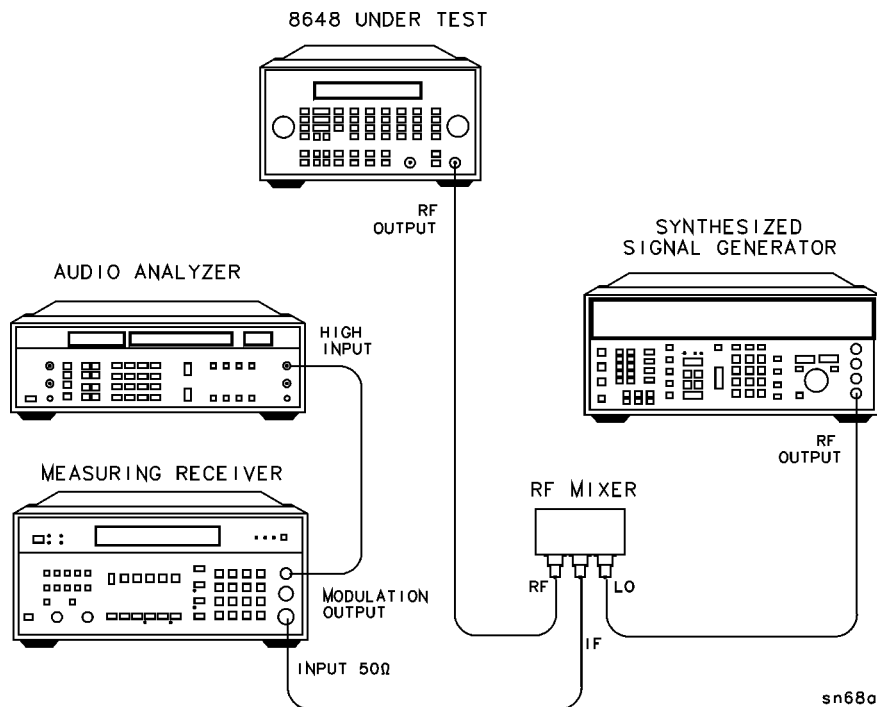 8648 UNDER TEST
RF
OUTPUT
SYNTHESIZED
SIGNAL GENERATOR
AUDIO ANALYZER
HIGH
INPUT
RF
OUTPUT
MEASURING RECEIVER
RF MIXER
RF
LO
MODULATION
OUTPUT
IF
INPUT 50Ω
sn68a